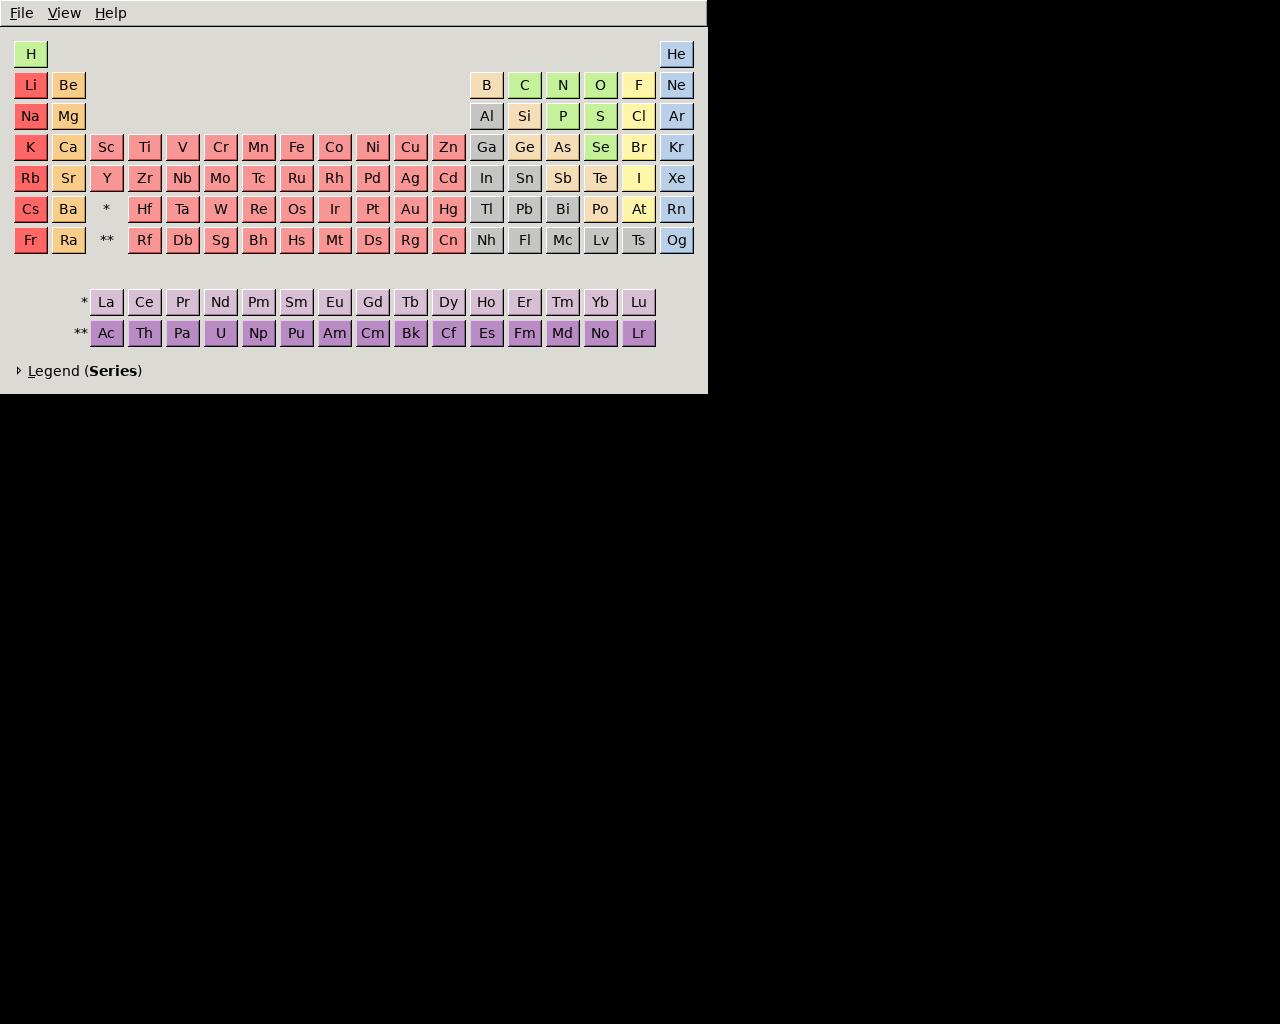 File View Help
H He
Li Be B C N O F Ne
Na Mg Al Si P S Cl Ar
K Ca Sc Ti V Cr Mn Fe Co Ni Cu Zn Ga Ge As Se Br Kr
Rb Sr Y Zr Nb Mo Tc Ru Rh Pd Ag Cd In Sn Sb Te I Xe
Cs Ba * Hf Ta W Re Os Ir Pt Au Hg Tl Pb Bi Po At Rn
Fr Ra ** Rf Db Sg Bh Hs Mt Ds Rg Cn Nh Fl Mc Lv Ts Og
* La Ce Pr Nd Pm Sm Eu Gd Tb Dy Ho Er Tm Yb Lu
** Ac Th Pa U Np Pu Am Cm Bk Cf Es Fm Md No Lr
Legend (Series)